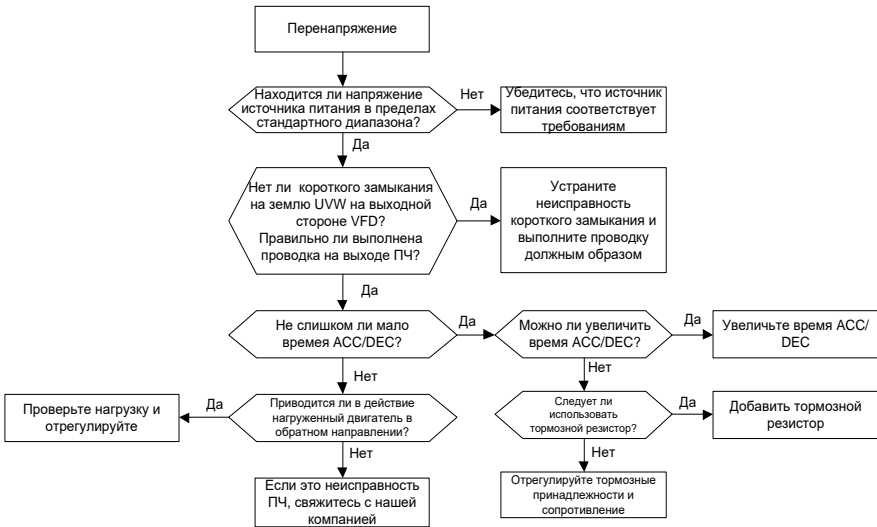 Перенапряжение
Находится ли напряжение
источника питания в пределах
стандартного диапазона?
Нет
Убедитесь, что источник
питания соответствует
требованиям
Да
Нет ли короткого замыкания
на землю UVW на выходной
стороне VFD?
Правильно ли выполнена
проводка на выходе ПЧ?
Да
Устраните
неисправность
короткого замыкания и
выполните проводку
должным образом
Да
Не слишком ли мало
времея ACC/DEC?
Да
Можно ли увеличить
время ACC/DEC?
Да
Увеличьте время ACC/
DEC
Нет
Нет
Проверьте нагрузку и
отрегулируйте
Да
Приводится ли в действие
нагруженный двигатель в
обратном направлении?
Следует ли
использовать
тормозной резистор?
Да
Добавить тормозной
резистор
Нет
Нет
Если это неисправность
ПЧ, свяжитесь с нашей
компанией
Отрегулируйте тормозные
принадлежности и
сопротивление